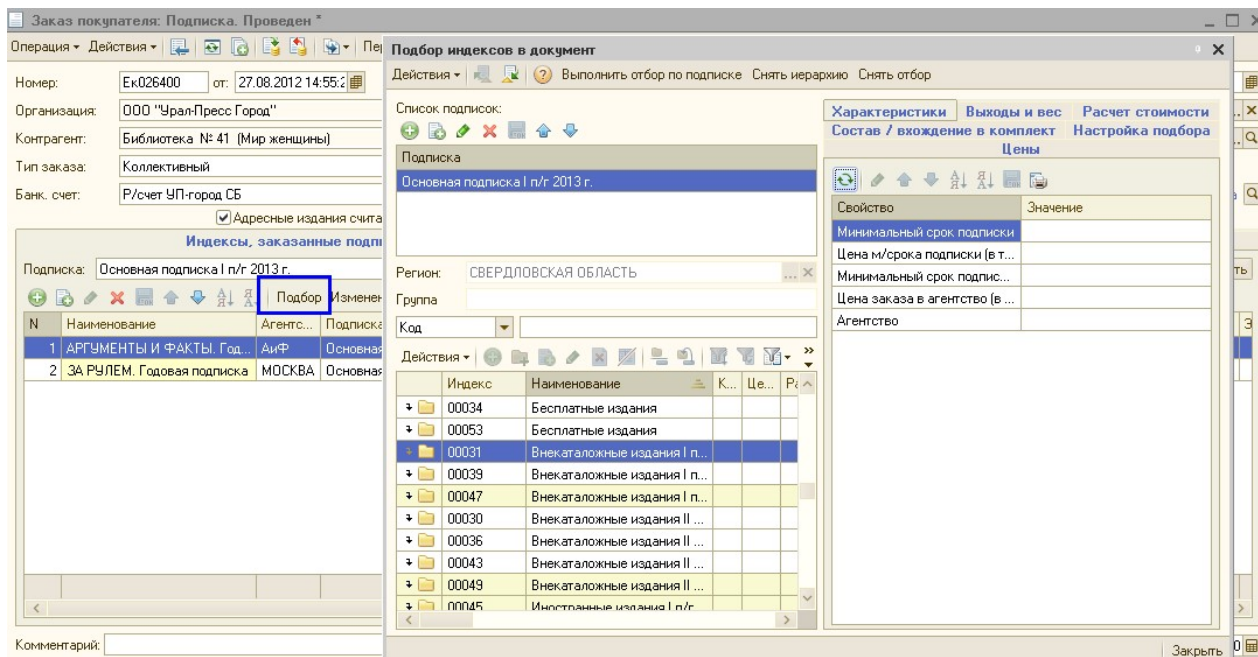 Заказ покупателя: Подписка. Проведен *
Операция Действия Пе
Номер: Ек026400 от: 27.08.2012 14:55:2
Организация: ООО "Урал-Пресс Город"
Контрагент: Библиотека № 41 (Мир женщины)
Тип заказа: Коллективный
Банк. счет: Р/счет УП-город СБ
Адресные издания счита
Индексы, заказанные подпи
Подписка: Основная подписка I п/г 2013 г.
Подбор Изменен
N Наименование Агентс... Подписка
1 АРГУМЕНТЫ И ФАКТЫ. Год... АиФ Основная
2 ЗА РУЛЕМ. Годовая подписка МОСКВА Основная
Комментарий:
Подбор индексов в документ
Действия Выполнить отбор по подписке Снять иерархию Снять отбор
Список подписок:
Подписка
Основная подписка I п/г 2013 г.
Регион: СВЕРДЛОВСКАЯ ОБЛАСТЬ
Группа
Код
Действия
Индекс Наименование К... Це... Ра
00034 Бесплатные издания
00053 Бесплатные издания
00031 Внекаталожные издания I п...
00039 Внекаталожные издания I п...
00047 Внекаталожные издания I п...
00030 Внекаталожные издания II ...
00036 Внекаталожные издания II ...
00043 Внекаталожные издания II ...
00049 Внекаталожные издания II ...
00045 Иностранные издания I п/г
Характеристики Выходы и вес Расчет стоимости
Состав / вхождение в комплект Настройка подбора
Цены
Свойство Значение
Минимальный срок подписки
Цена м/срока подписки (в т...
Минимальный срок подпис...
Цена заказа в агентство (в ...
Агентство
Закрыть
ть
З
0